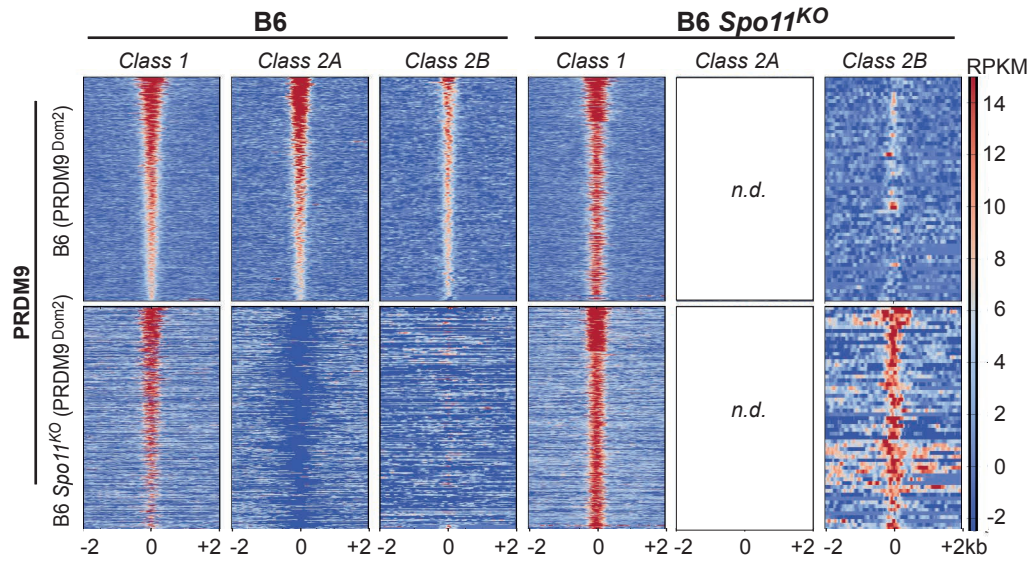 B6
B6 Spo11KO
Class 1
Class 2A
Class 2B
Class 1
Class 2A
Class 2B
RPKM
PRDM9
B6 (PRDM9Dom2)
n.d.
14
12
10
8
6
4
2
0
-2
B6 Spo11KO (PRDM9Dom2)
n.d.
-2 0 +2 -2 0 +2 -2 0 +2 -2 0 +2 -2 0 +2 -2 0 +2kb